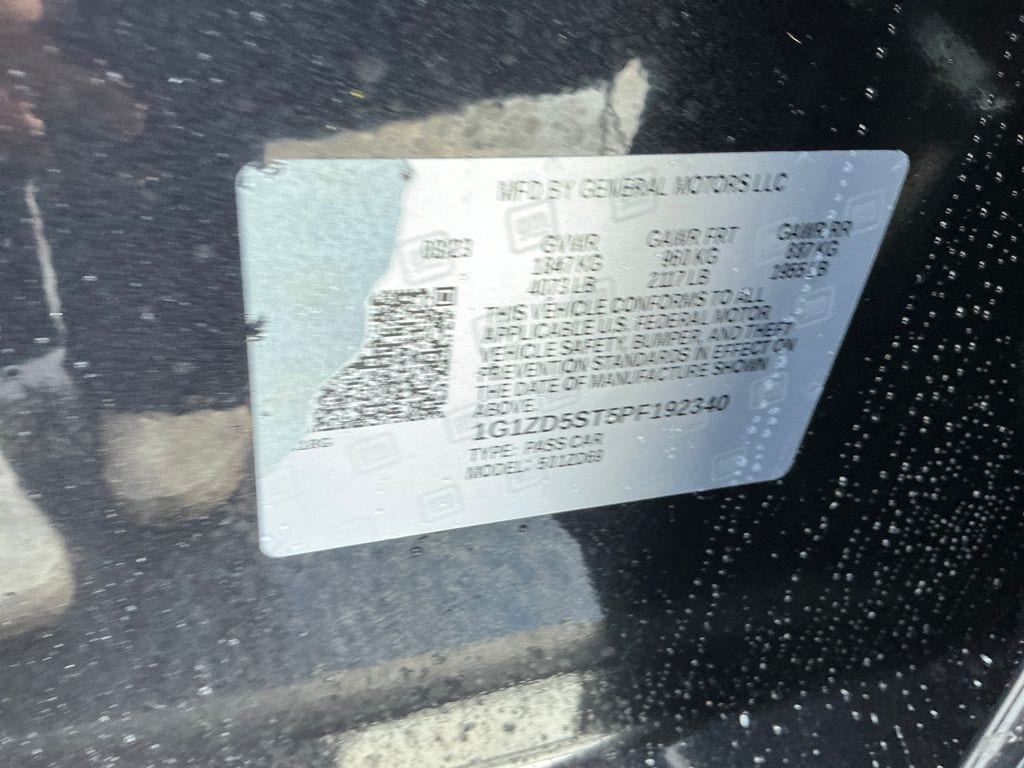 MFD BY GENERAL MOTORS LLC
GVWR GAWR FRT GAWR RR
1847 KG 960 KG 887 KG
4073 LB 2117 LB LB
THIS VEHICLE CONFORMS TO ALL
APPLICABLE U.S. FEDERAL MOTOR
VEHICLE SAFETY, BUMPER, AND THEFT
PREVENTION STANDARDS IN EFFECT ON
THE DATE OF MANUFACTURE SHOWN
ABOVE.
1G1ZD5ST5PF192340
TYPE: PASS CAR
MODEL: